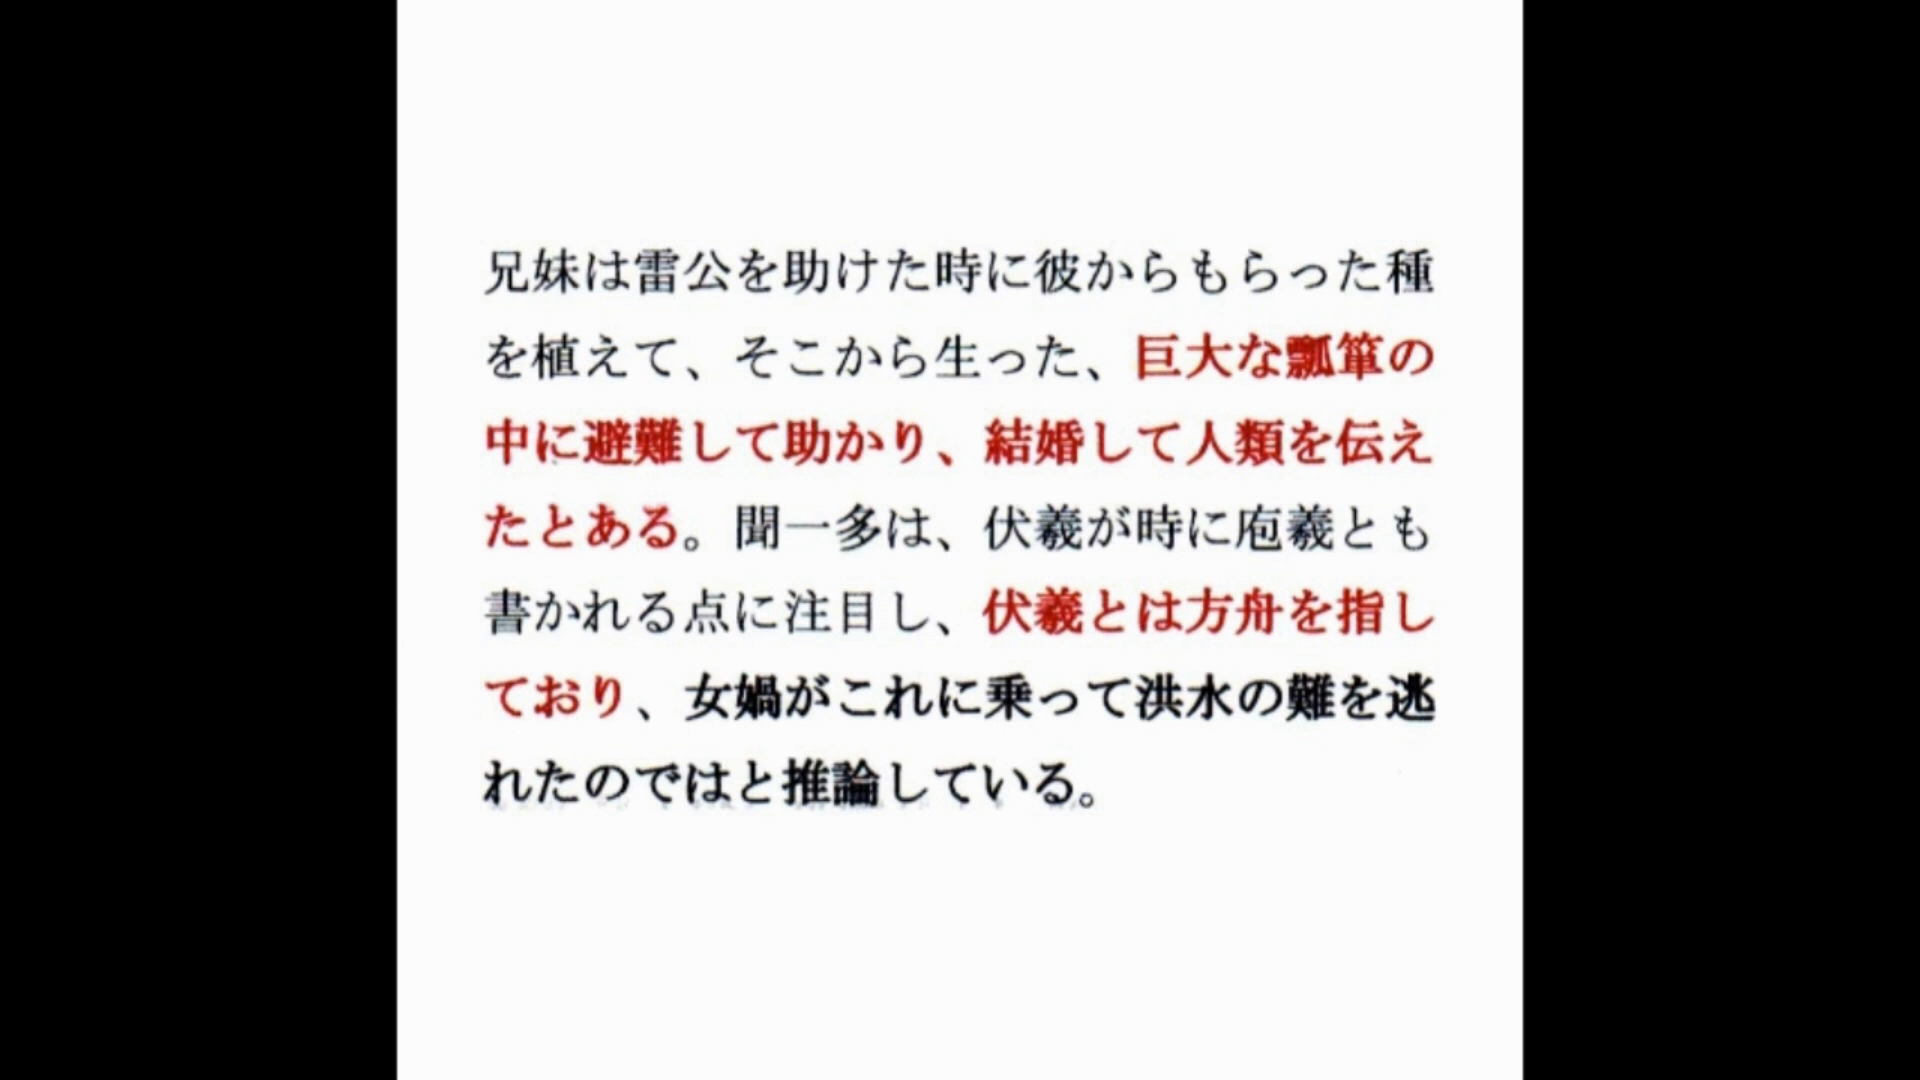 兄妹は雷公を助けた時に彼からもらった種
を植えて、そこから生った、巨大な瓢箪の
中に避難して助かり、結婚して人類を伝え
たとある。聞一多は、伏羲が時に庖羲とも
書かれる点に注目し、伏羲とは方舟を指し
ており、女媧がこれに乗って洪水の難を逃
れたのではと推論している。